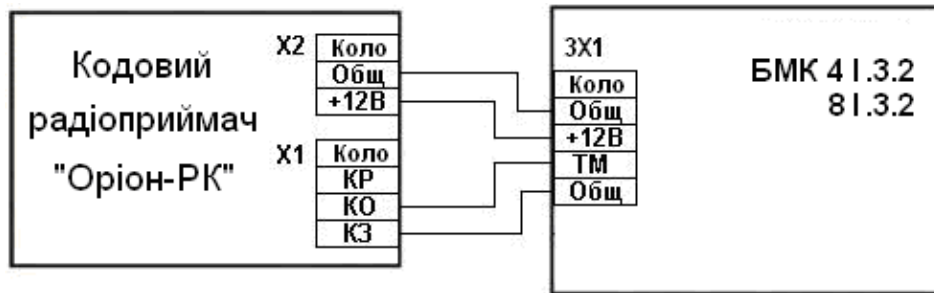 Кодовий
радіоприймач
"Оріон-РК"
X2
Коло
Общ
+12В
X1
Коло
КР
КО
КЗ
3X1
Коло
Общ
+12В
ТМ
Общ
БМК 4 І.3.2
8 І.3.2